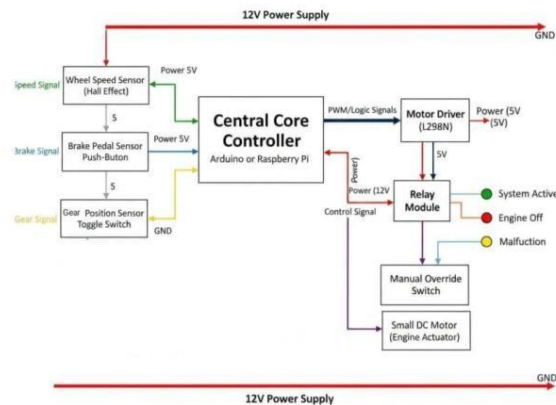 12V Power Supply
GND
Speed Signal
Wheel Speed Sensor
(Hall Effect)
Power 5V
S
Brake Signal
Brake Pedal Sensor
Push-Buton
Power 5V
S
Gear Signal
Gear Position Sensor
Toggle Switch
GND
Central Core
Controller
Arduino or Raspberry Pi
PWM/Logic Signals
Motor Driver
(L298N)
Power (5V
(5V)
5V
Power)
Power (12V
Control Signal
Relay
Module
System Active
Engine Off
Malfuction
Manual Override
Switch
Small DC Motor
(Engine Actuator)
GND
12V Power Supply